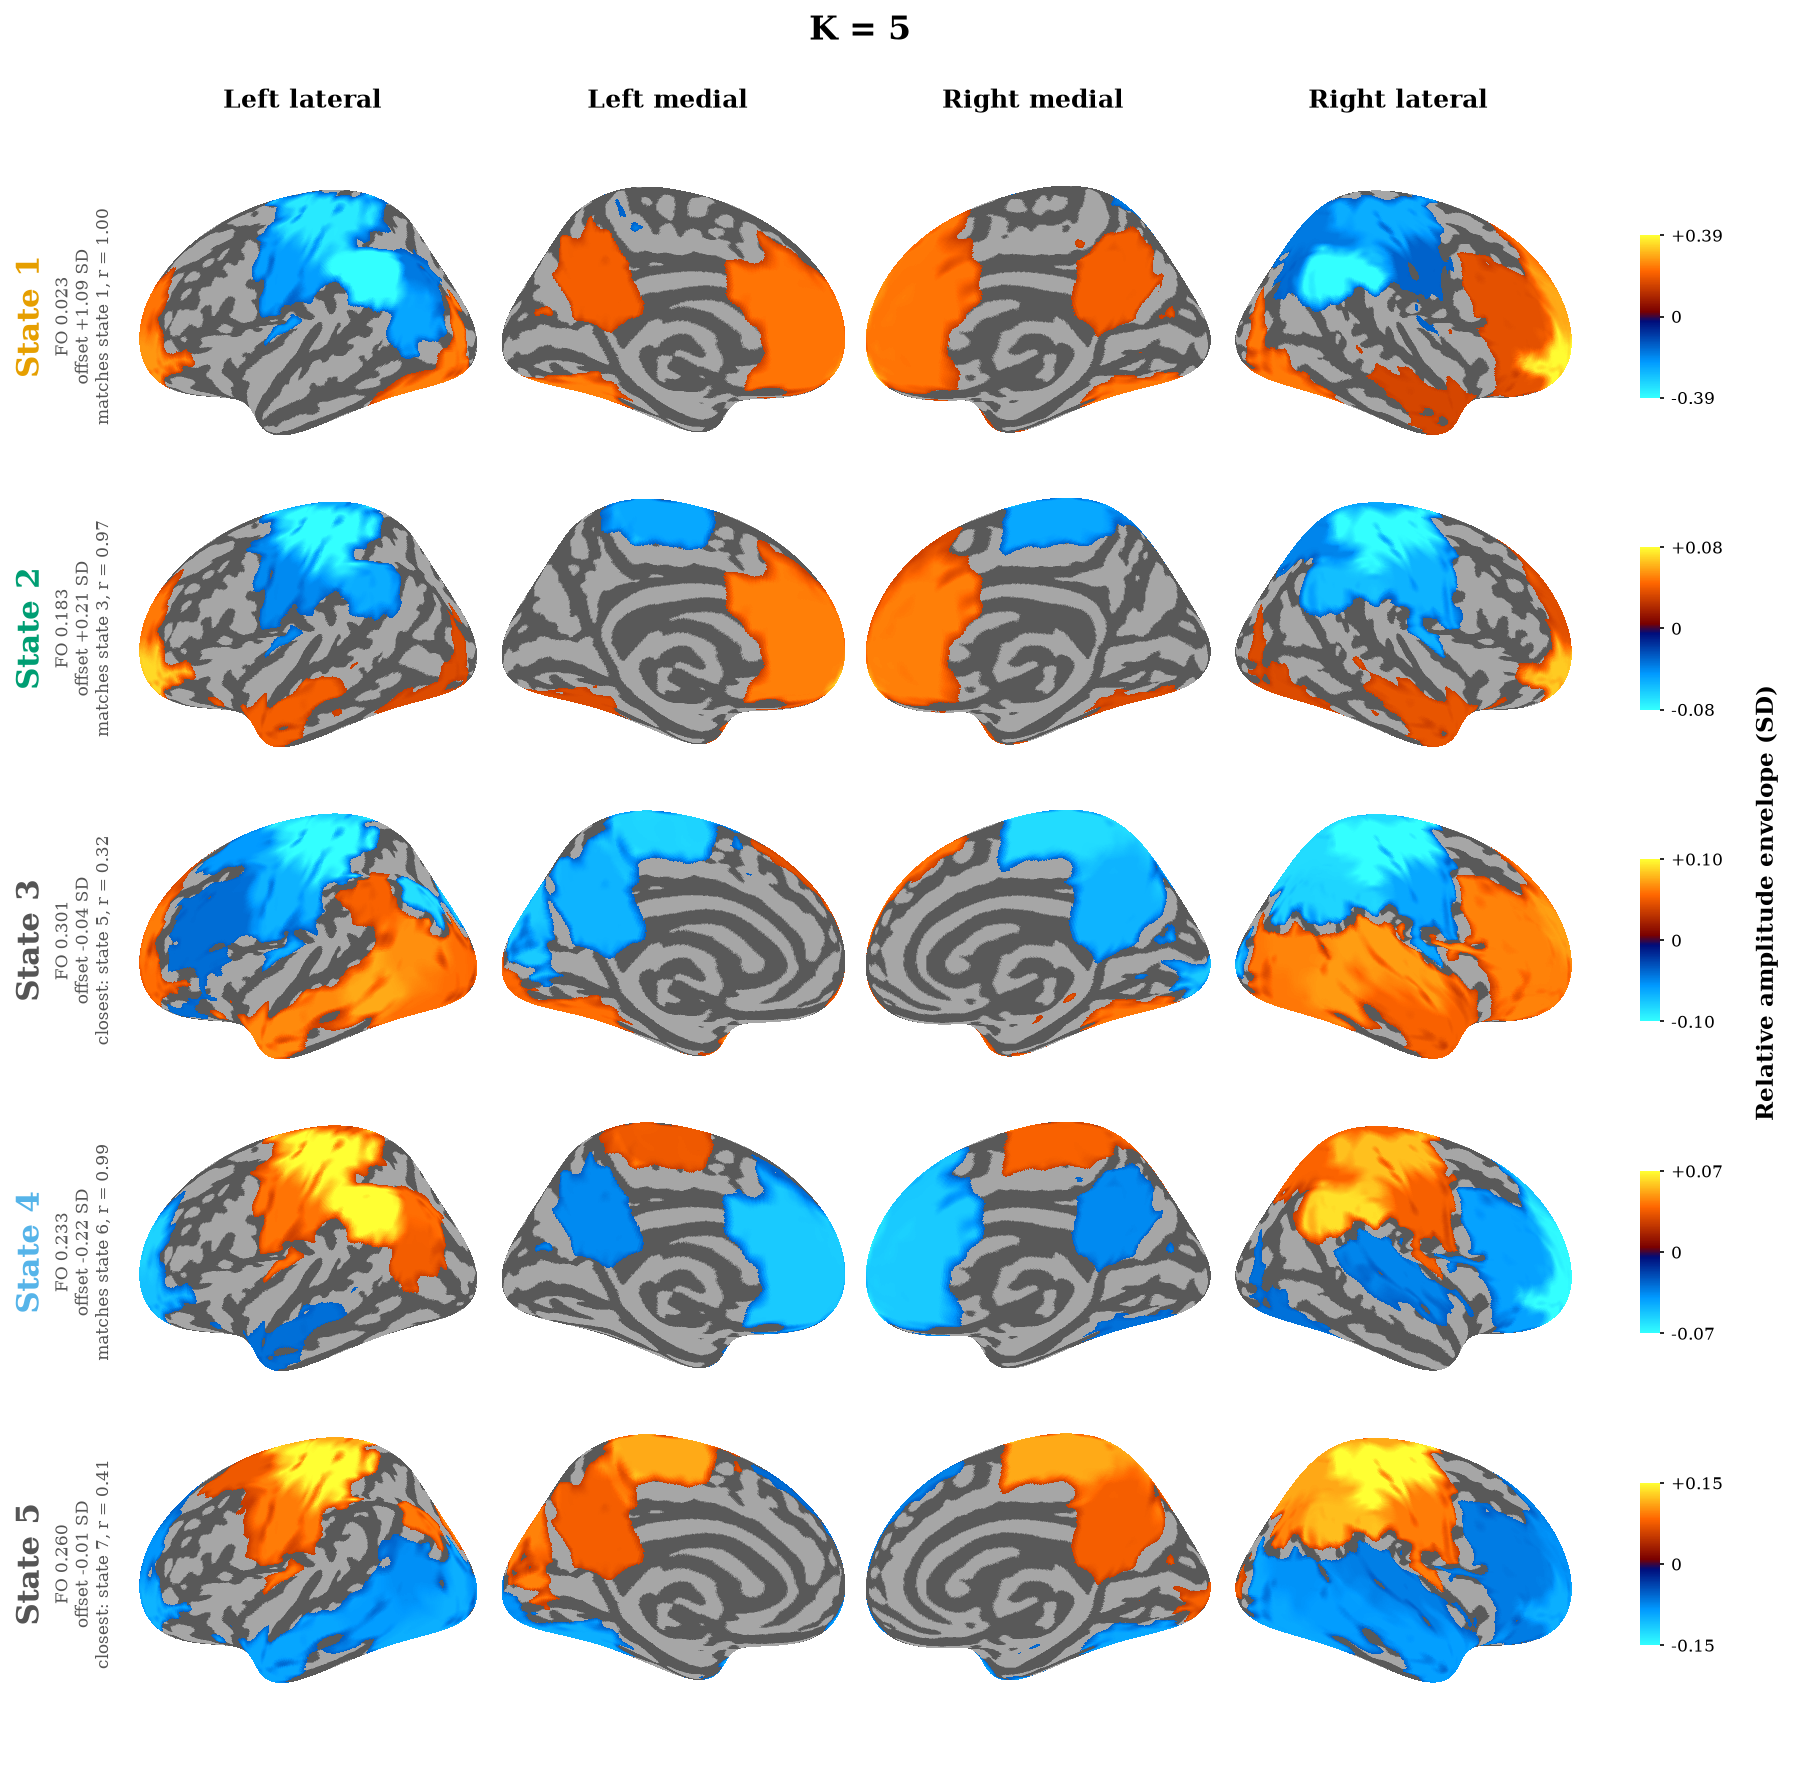 K = 5
Left lateral
Left medial
Right medial
Right lateral
State 1
FO 0.023
offset +1.09 SD
matches state 1, r = 1.00
+0.39
0
-0.39
State 2
FO 0.183
offset +0.21 SD
matches state 3, r = 0.97
+0.08
0
-0.08
State 3
FO 0.301
offset -0.04 SD
closest: state 5, r = 0.32
+0.10
0
-0.10
State 4
FO 0.233
offset -0.22 SD
matches state 6, r = 0.99
+0.07
0
-0.07
State 5
FO 0.260
offset -0.01 SD
closest: state 7, r = 0.41
+0.15
0
-0.15
Relative amplitude envelope (SD)